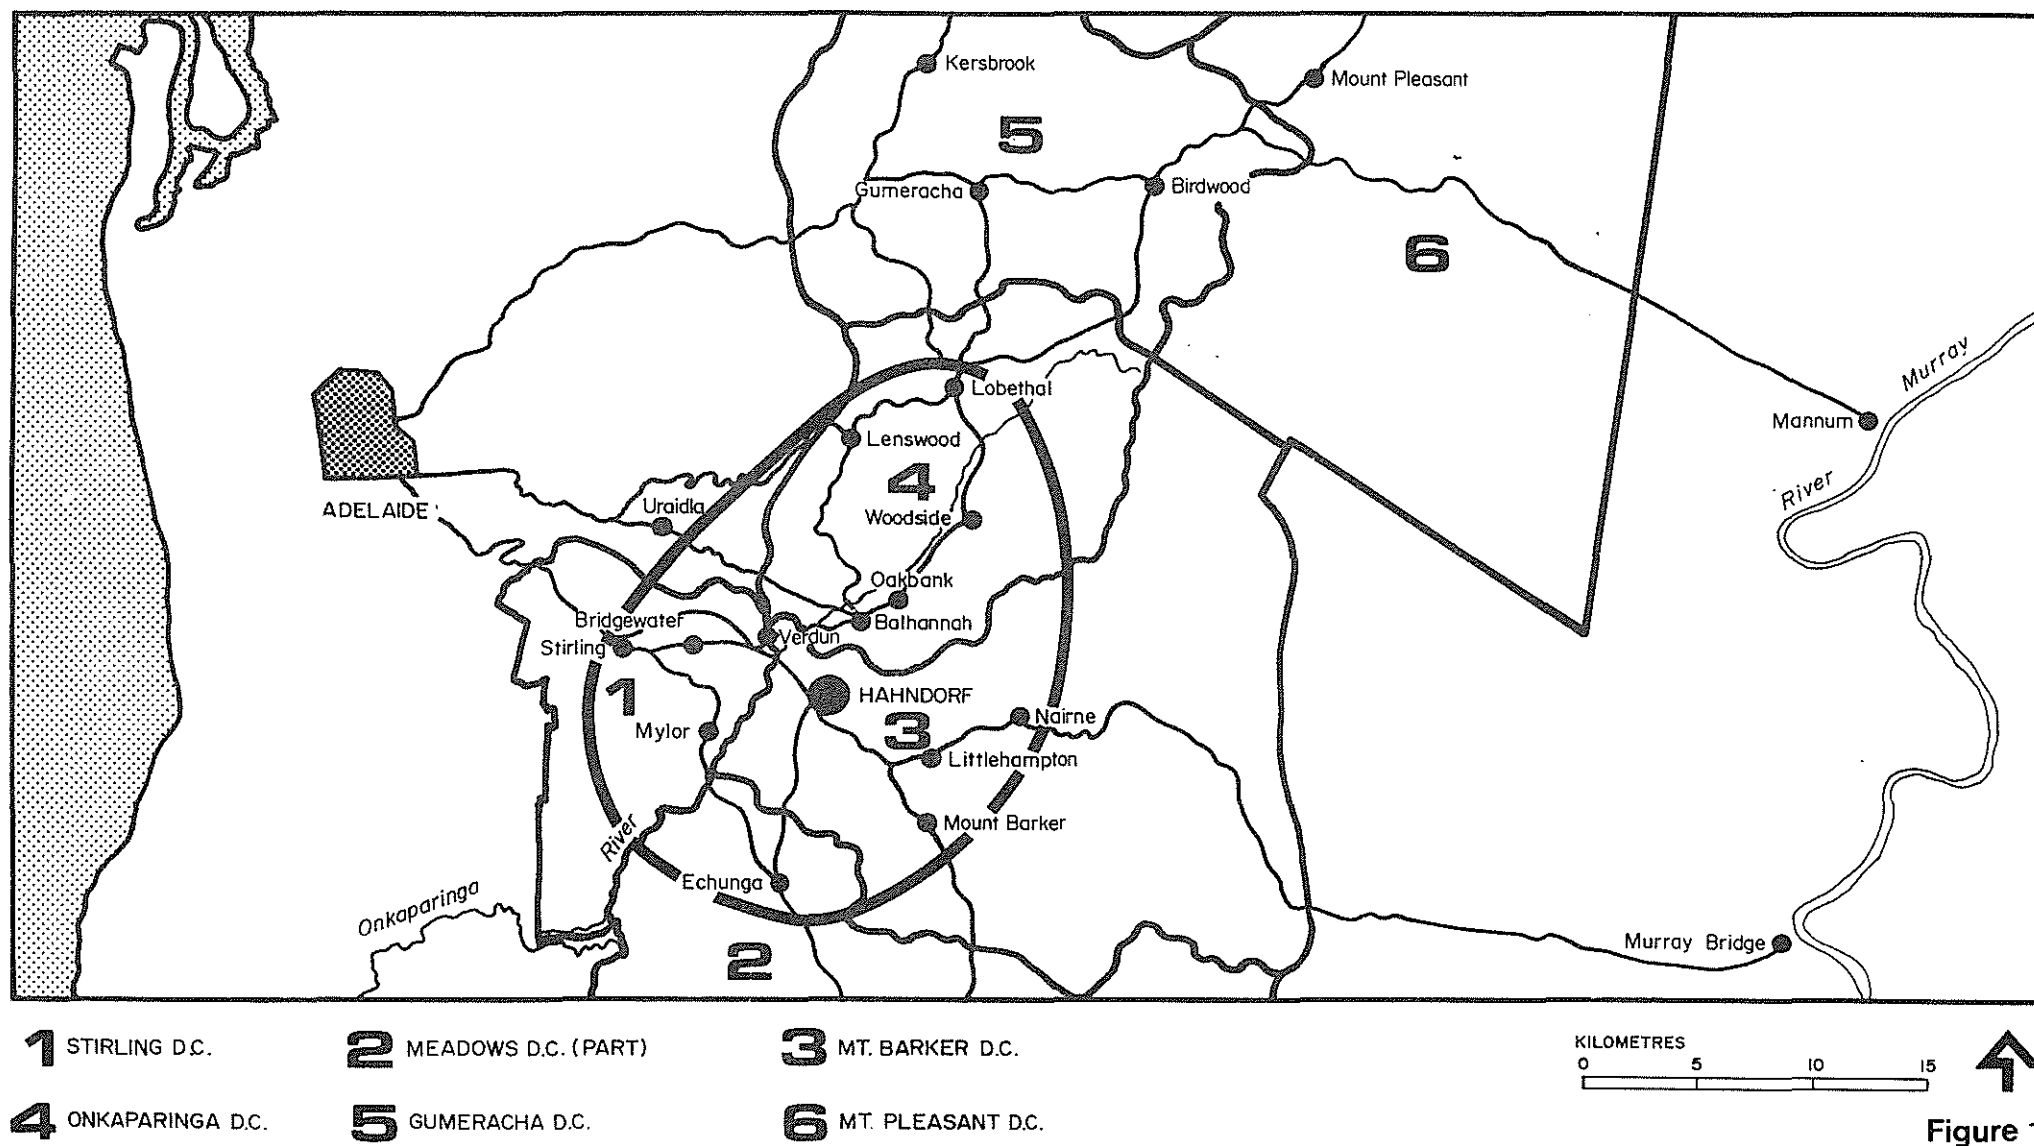 Kersbrook
Mount Pleasant
5
Gumeracha
Birdwood
6
Murray
Lobethal
Mannum
Lenswood
4
River
ADELAIDE
Uraidla
Woodside
Oakbank
Bridgewater
Balhannah
Verdun
Stirling
1
HAHNDORF
3
Nairne
Mylor
Littlehampton
River
Mount Barker
Echunga
Onkaparinga
2
Murray Bridge
1 STIRLING D.C.
2 MEADOWS D.C. (PART)
3 MT. BARKER D.C.
KILOMETRES
0 5 10 15
4 ONKAPARINGA D.C.
5 GUMERACHA D.C.
6 MT. PLEASANT D.C.
Figure